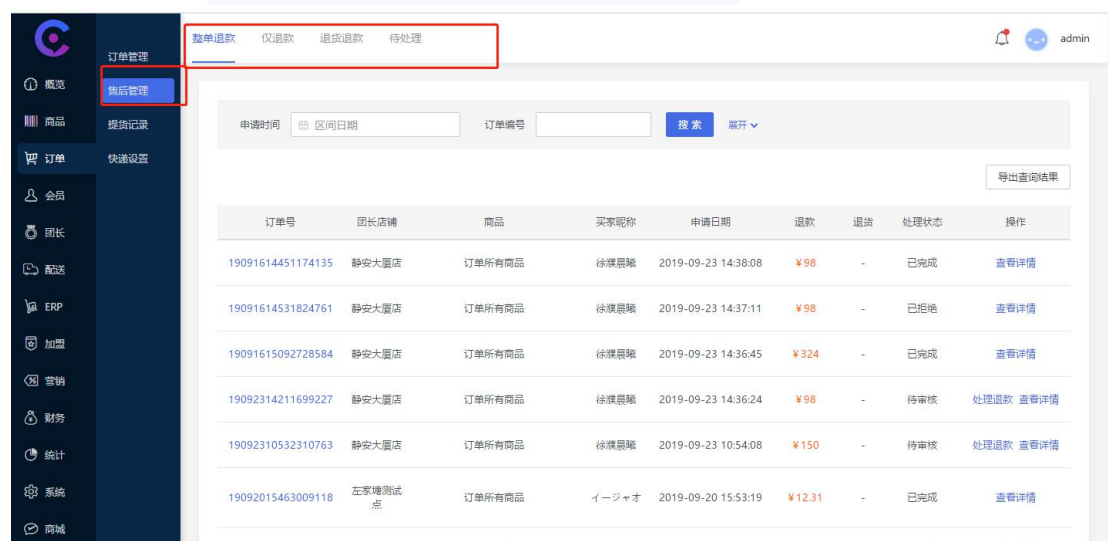 整单退款 仅退款 退货退款 待处理 admin
订单管理
概览 售后管理
商品 提货记录 申请时间 区间日期 订单编号 搜索 展开
订单 快递设置
导出查询结果
会员
订单号 团长店铺 商品 买家昵称 申请日期 退款 退货 处理状态 操作
团长
配送 19091614451174135 静安大厦店 订单所有商品 徐濮晨曦 2019-09-23 14:38:08 ¥98 - 已完成 查看详情
ERP 19091614531824761 静安大厦店 订单所有商品 徐濮晨曦 2019-09-23 14:37:11 ¥98 - 已拒绝 查看详情
加盟 19091615092728584 静安大厦店 订单所有商品 徐濮晨曦 2019-09-23 14:36:45 ¥324 - 已完成 查看详情
营销 19092314211699227 静安大厦店 订单所有商品 徐濮晨曦 2019-09-23 14:36:24 ¥98 - 待审核 处理退款 查看详情
财务
统计 19092310532310763 静安大厦店 订单所有商品 徐濮晨曦 2019-09-23 10:54:08 ¥150 - 待审核 处理退款 查看详情
系统 19092015463009118 左家塘测试点 订单所有商品 イージャオ 2019-09-20 15:53:19 ¥12.31 - 已完成 查看详情
商城